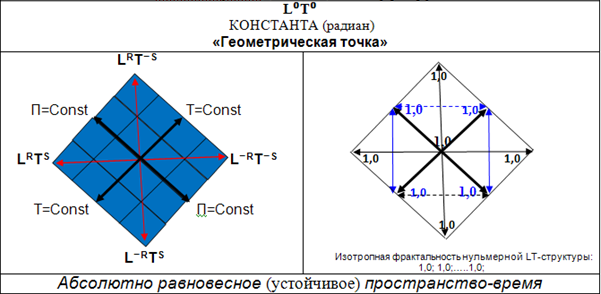 L⁰T⁰
КОНСТАНТА (радиан)
«Геометрическая точка»
LᴿT⁻ˢ
П=Const
T=Const
LᴿTˢ
L⁻ᴿT⁻ˢ
T=Const
П=Const
L⁻ᴿTˢ
1,0
1,0
1,0
1,0
1,0
1,0
1,0
1,0
1,0
Изотропная фрактальность нульмерной LT-структуры:
1,0; 1,0;.....1,0;
Абсолютно равновесное (устойчивое) пространство-время